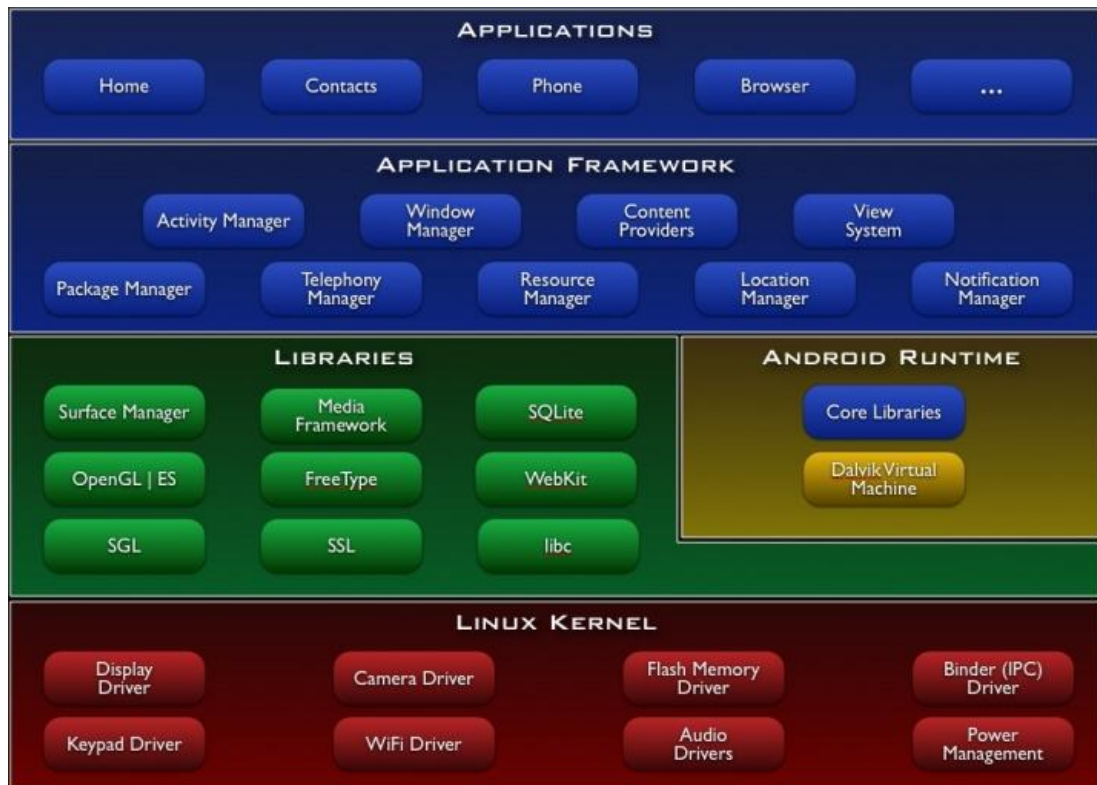 APPLICATIONS
Home
Contacts
Phone
Browser
...
APPLICATION FRAMEWORK
Activity Manager
Window
Manager
Content
Providers
View
System
Package Manager
Telephony
Manager
Resource
Manager
Location
Manager
Notification
Manager
LIBRARIES
Surface Manager
Media
Framework
SQLite
OpenGL | ES
FreeType
WebKit
SGL
SSL
libc
ANDROID RUNTIME
Core Libraries
Dalvik Virtual
Machine
LINUX KERNEL
Display
Driver
Camera Driver
Flash Memory
Driver
Binder (IPC)
Driver
Keypad Driver
WiFi Driver
Audio
Drivers
Power
Management